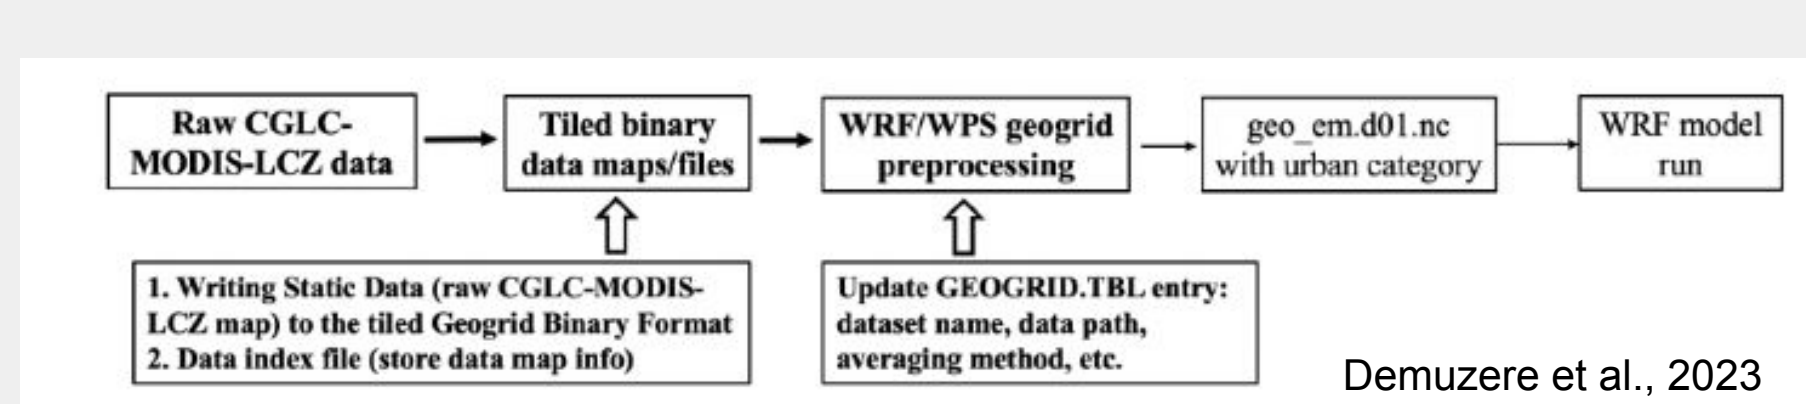 Raw CGLC-
MODIS-LCZ data
Tiled binary
data maps/files
WRF/WPS geogrid
preprocessing
geo_em.d01.nc
with urban category
WRF model
run
1. Writing Static Data (raw CGLC-MODIS-
LCZ map) to the tiled Geogrid Binary Format
2. Data index file (store data map info)
Update GEOGRID.TBL entry:
dataset name, data path,
averaging method, etc.
Demuzere et al., 2023